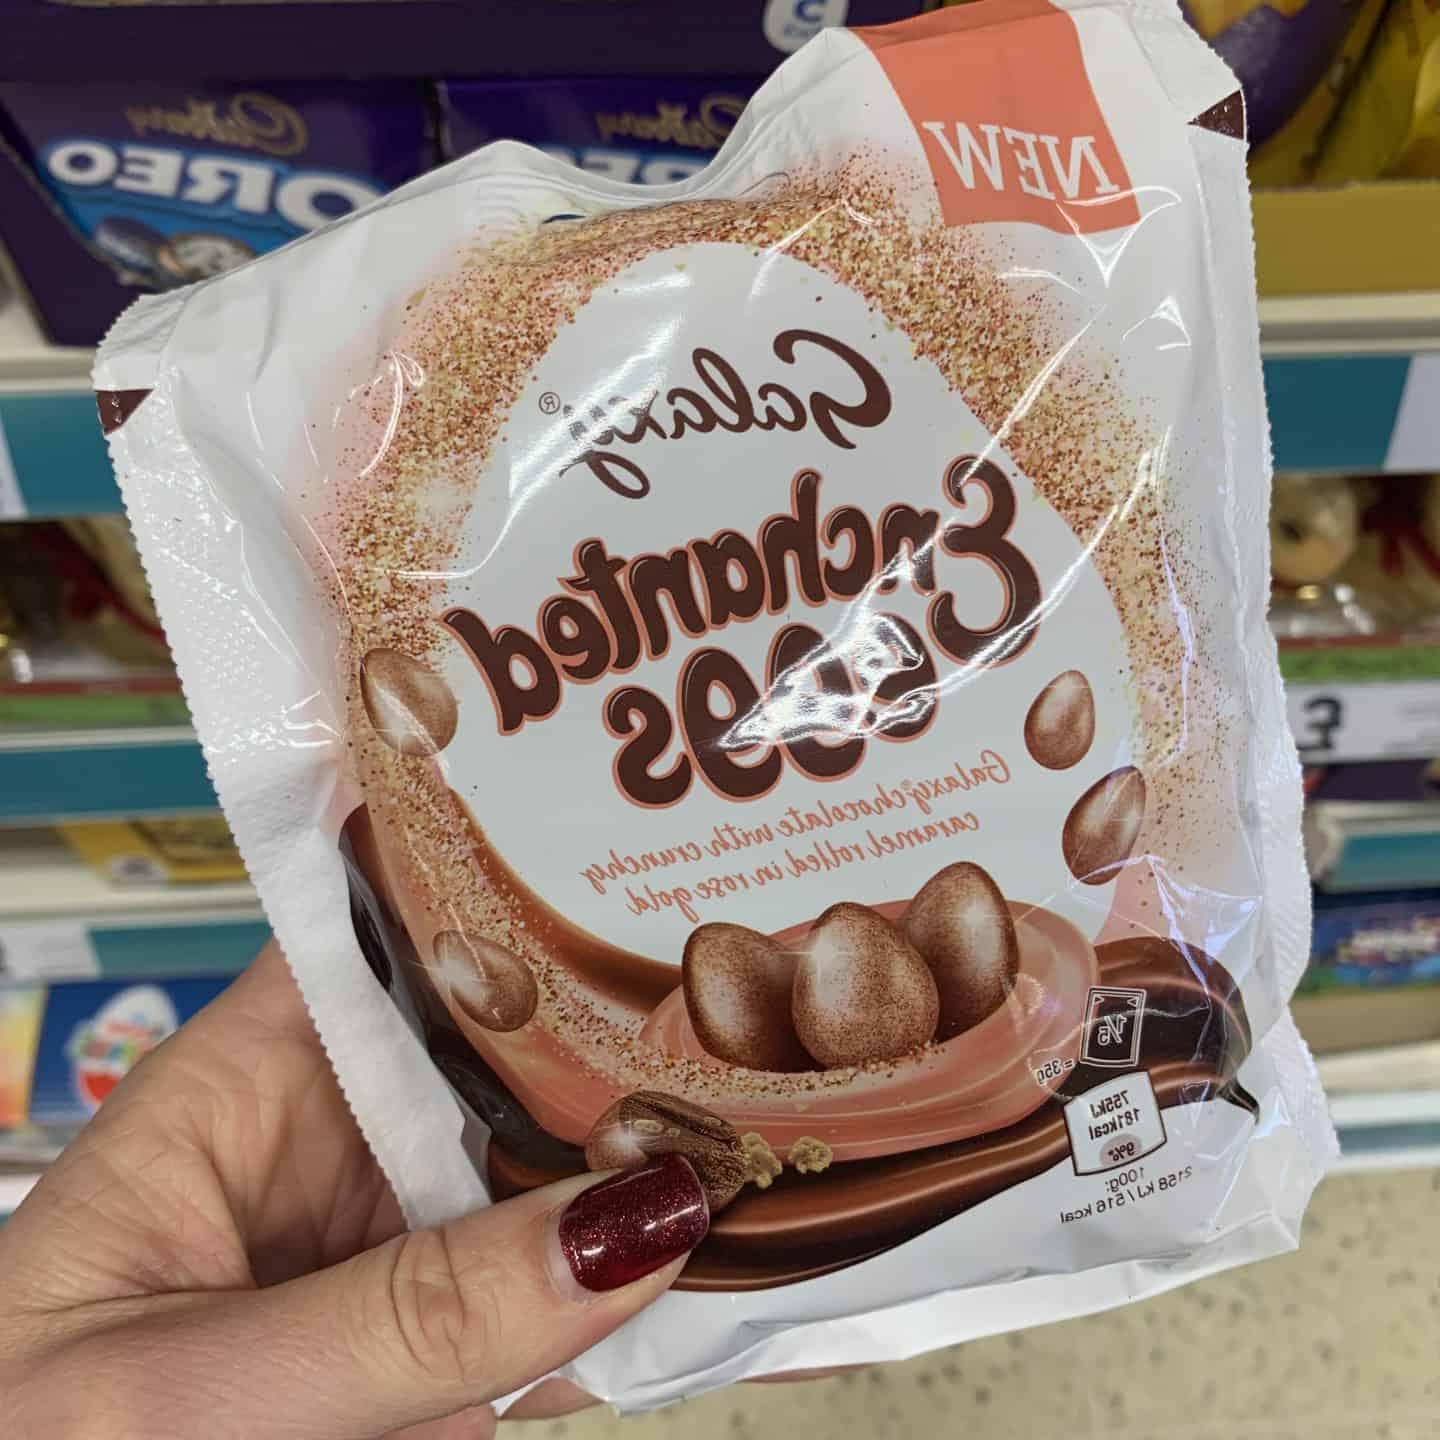 NEW
Galaxy®
Enchanted
eggs
Galaxy® chocolate with crunchy
caramel rolled in rose gold
1/5
= 35g
755kJ
181kcal
9%*
100g:
2158 kJ / 516 kcal
Cadbury
OREO
Cadbury
£3